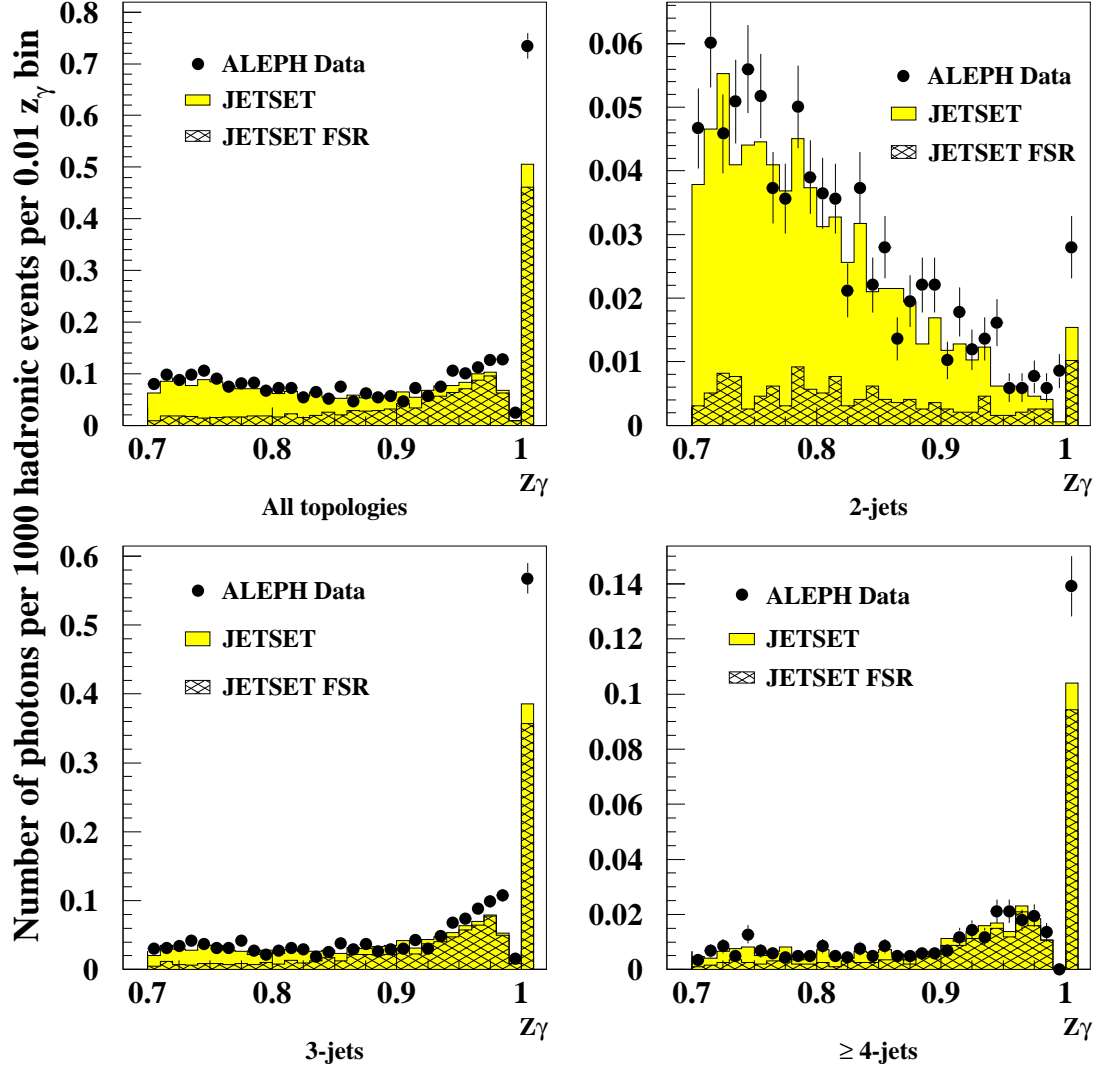 Number of photons per 1000 hadronic events per 0.01 zγ bin
0.8
0.7
0.6
0.5
0.4
0.3
0.2
0.1
0
ALEPH Data
JETSET
JETSET FSR
0.7 0.8 0.9 1
zγ
All topologies
0.06
0.05
0.04
0.03
0.02
0.01
0
ALEPH Data
JETSET
JETSET FSR
0.7 0.8 0.9 1
zγ
2-jets
0.6
0.5
0.4
0.3
0.2
0.1
0
ALEPH Data
JETSET
JETSET FSR
0.7 0.8 0.9 1
zγ
3-jets
0.14
0.12
0.1
0.08
0.06
0.04
0.02
0
ALEPH Data
JETSET
JETSET FSR
0.7 0.8 0.9 1
zγ
≥ 4-jets